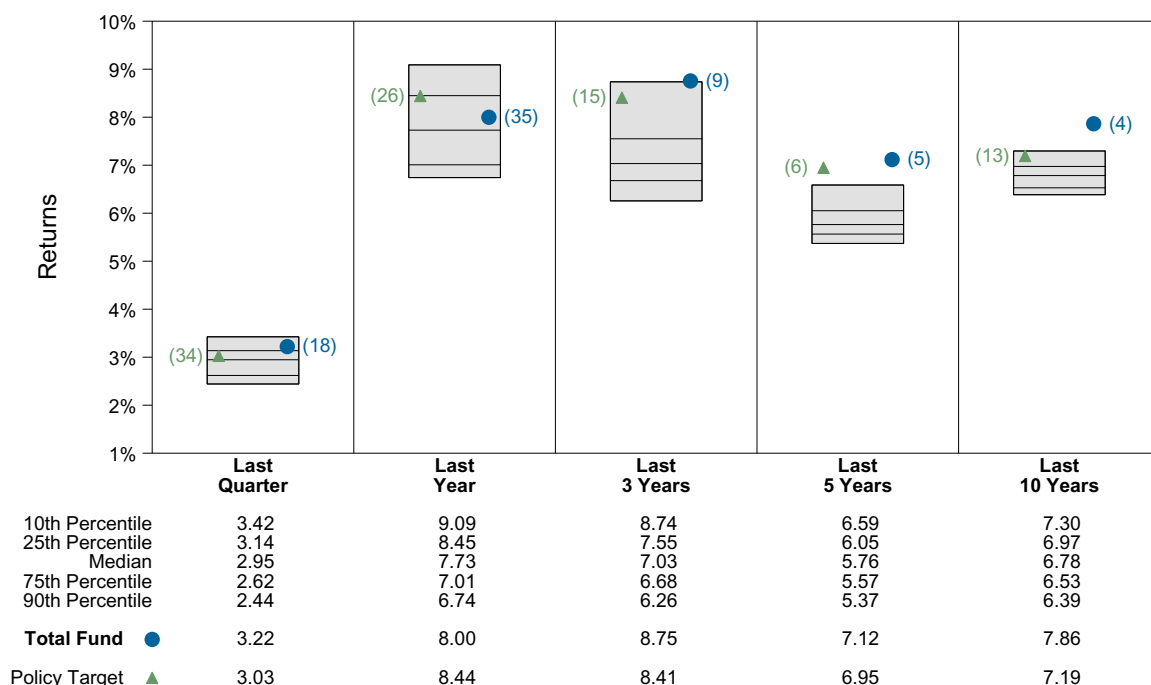 10%
9%
8%
7%
6%
5%
4%
3%
2%
1%
Returns
(34) (18)
(26) (35)
(15) (9)
(6) (5)
(13) (4)
Last Quarter
Last Year
Last 3 Years
Last 5 Years
Last 10 Years
10th Percentile 3.42 9.09 8.74 6.59 7.30
25th Percentile 3.14 8.45 7.55 6.05 6.97
Median 2.95 7.73 7.03 5.76 6.78
75th Percentile 2.62 7.01 6.68 5.57 6.53
90th Percentile 2.44 6.74 6.26 5.37 6.39
Total Fund 3.22 8.00 8.75 7.12 7.86
Policy Target 3.03 8.44 8.41 6.95 7.19